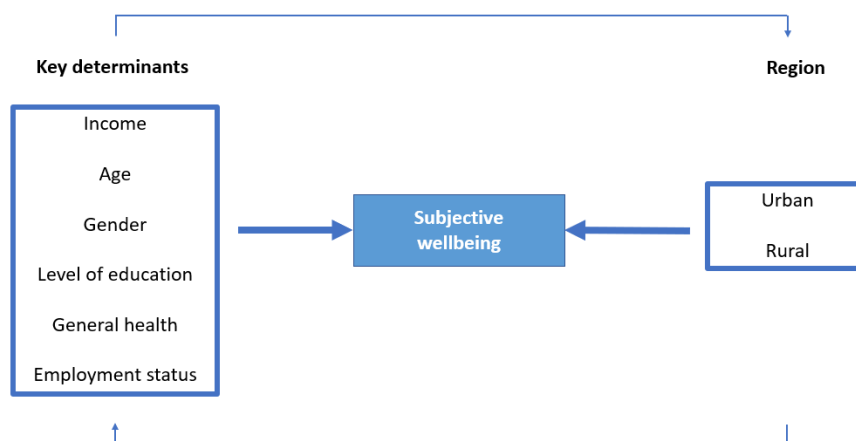 Key determinants
Income
Age
Gender
Level of education
General health
Employment status
Subjective
wellbeing
Region
Urban
Rural